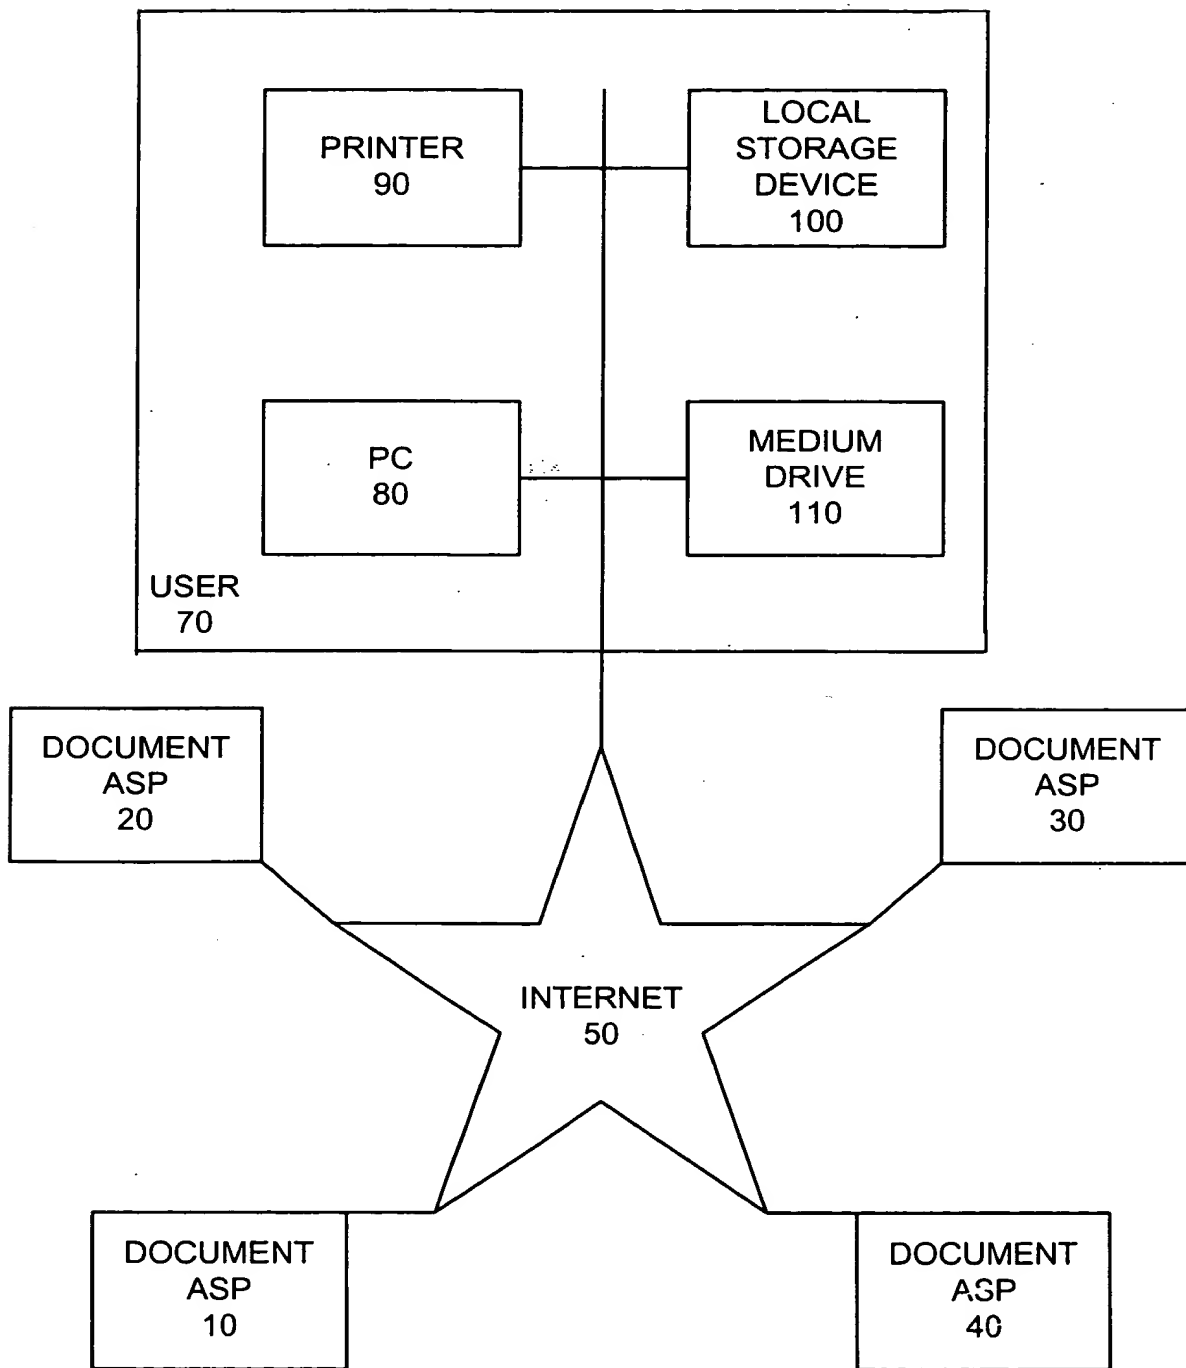 PRINTER
90
LOCAL
STORAGE
DEVICE
100
PC
80
MEDIUM
DRIVE
110
USER
70
DOCUMENT
ASP
20
DOCUMENT
ASP
30
INTERNET
50
DOCUMENT
ASP
10
DOCUMENT
ASP
40